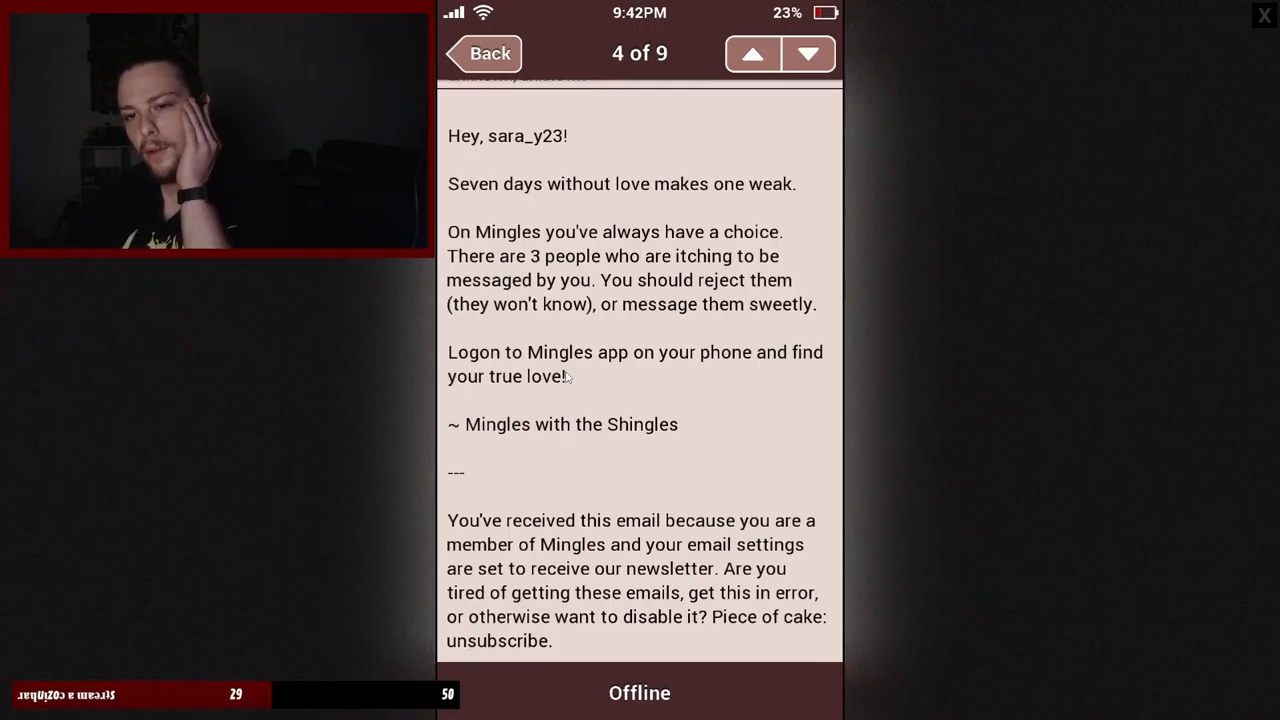 9:42PM
23%
X
Back
4 of 9
Hey, sara_y23!
Seven days without love makes one weak.
On Mingles you've always have a choice.
There are 3 people who are itching to be
messaged by you. You should reject them
(they won't know), or message them sweetly.
Logon to Mingles app on your phone and find
your true love!
~ Mingles with the Shingles
---
You've received this email because you are a
member of Mingles and your email settings
are set to receive our newsletter. Are you
tired of getting these emails, get this in error,
or otherwise want to disable it? Piece of cake:
unsubscribe.
Offline
stream a cozinhar
29
50